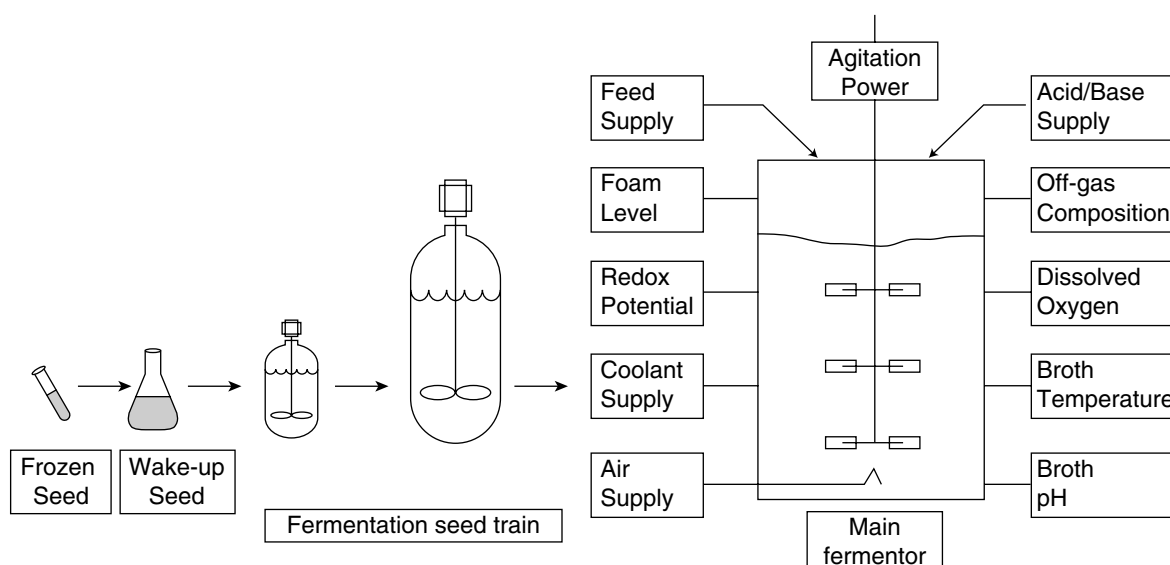 Frozen
Seed
Wake-up
Seed
Fermentation seed train
Agitation
Power
Feed
Supply
Foam
Level
Redox
Potential
Coolant
Supply
Air
Supply
Acid/Base
Supply
Off-gas
Composition
Dissolved
Oxygen
Broth
Temperature
Broth
pH
Main
fermentor